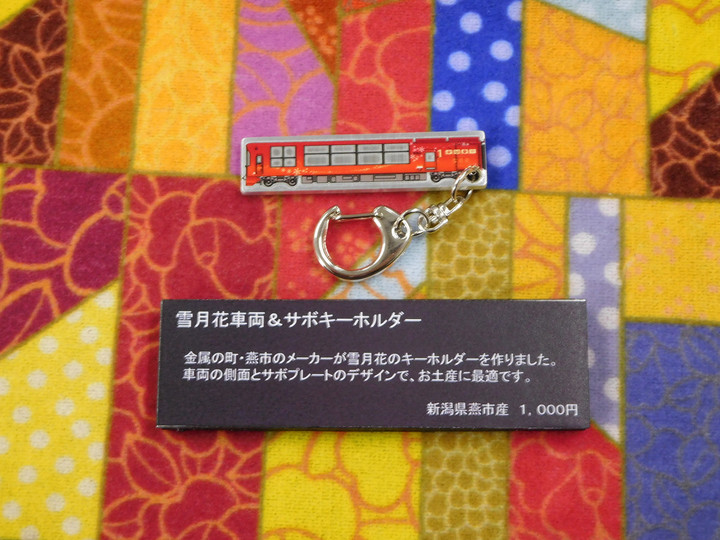 1
雪月花車両＆サボキーホルダー
金属の町・燕市のメーカーが雪月花のキーホルダーを作りました。
車両の側面とサボプレートのデザインで、お土産に最適です。
新潟県燕市産 1,000円